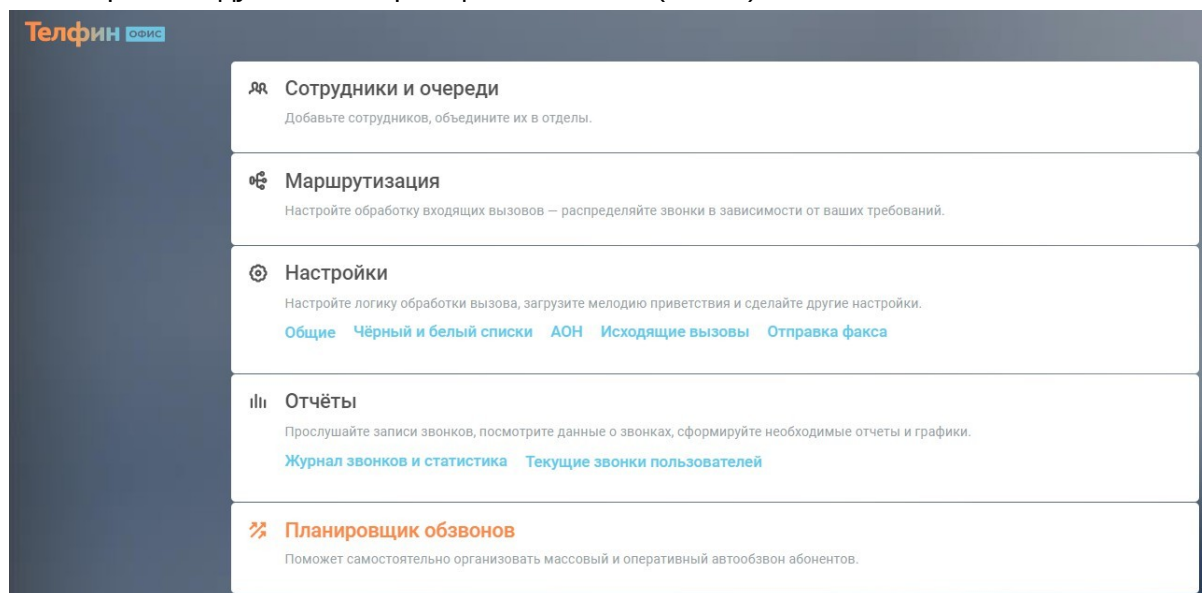 Телфин ОФИС
Сотрудники и очереди
Добавьте сотрудников, объедините их в отделы.
Маршрутизация
Настройте обработку входящих вызовов — распределяйте звонки в зависимости от ваших требований.
Настройки
Настройте логику обработки вызова, загрузите мелодию приветствия и сделайте другие настройки.
Общие Чёрный и белый списки АОН Исходящие вызовы Отправка факса
Отчёты
Прослушайте записи звонков, посмотрите данные о звонках, сформируйте необходимые отчеты и графики.
Журнал звонков и статистика Текущие звонки пользователей
Планировщик обзвонов
Поможет самостоятельно организовать массовый и оперативный автообзвон абонентов.